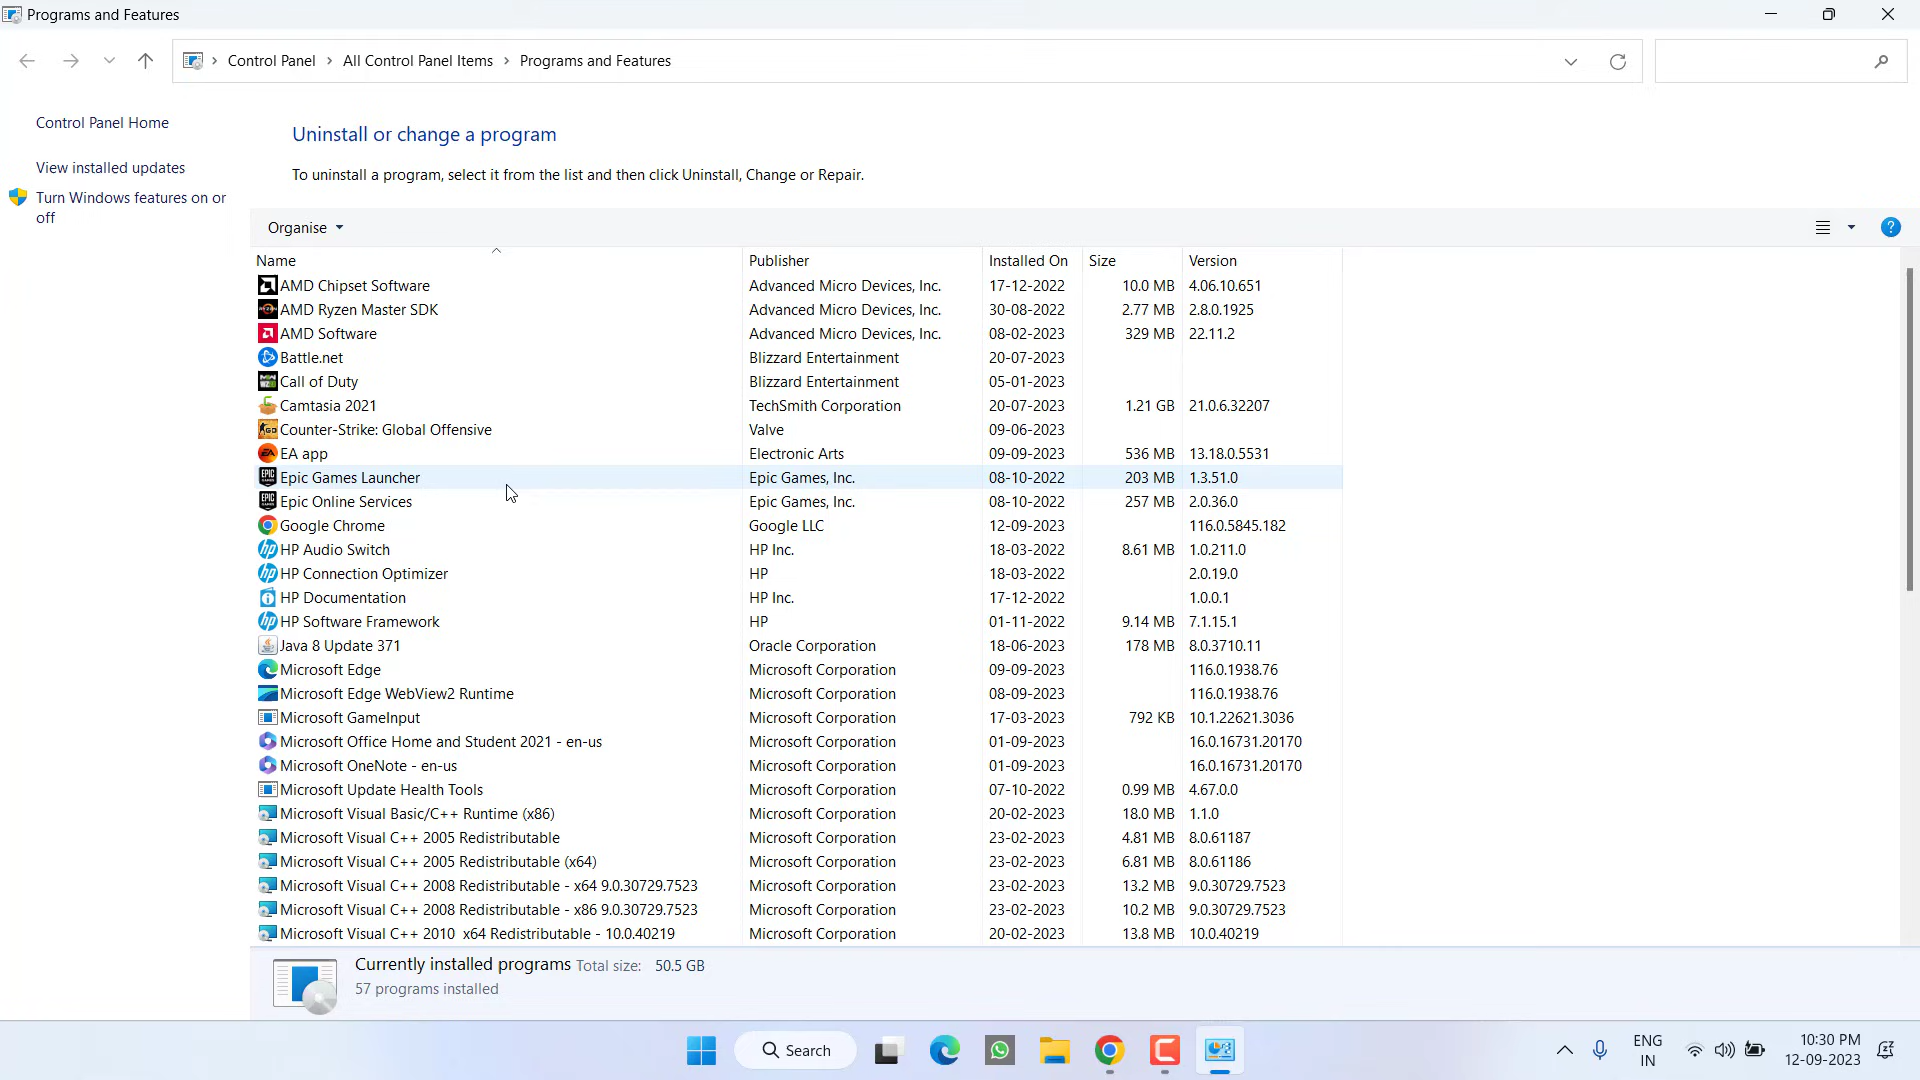 Programs and Features
Control Panel > All Control Panel Items > Programs and Features
Control Panel Home
View installed updates
Turn Windows features on or
off
Uninstall or change a program
To uninstall a program, select it from the list and then click Uninstall, Change or Repair.
Organise
Name Publisher Installed On Size Version
AMD Chipset Software Advanced Micro Devices, Inc. 17-12-2022 10.0 MB 4.06.10.651
AMD Ryzen Master SDK Advanced Micro Devices, Inc. 30-08-2022 2.77 MB 2.8.0.1925
AMD Software Advanced Micro Devices, Inc. 08-02-2023 329 MB 22.11.2
Battle.net Blizzard Entertainment 20-07-2023
Call of Duty Blizzard Entertainment 05-01-2023
Camtasia 2021 TechSmith Corporation 20-07-2023 1.21 GB 21.0.6.32207
Counter-Strike: Global Offensive Valve 09-06-2023
EA app Electronic Arts 09-09-2023 536 MB 13.18.0.5531
Epic Games Launcher Epic Games, Inc. 08-10-2022 203 MB 1.3.51.0
Epic Online Services Epic Games, Inc. 08-10-2022 257 MB 2.0.36.0
Google Chrome Google LLC 12-09-2023 116.0.5845.182
HP Audio Switch HP Inc. 18-03-2022 8.61 MB 1.0.211.0
HP Connection Optimizer HP 18-03-2022 2.0.19.0
HP Documentation HP Inc. 17-12-2022 1.0.0.1
HP Software Framework HP 01-11-2022 9.14 MB 7.1.15.1
Java 8 Update 371 Oracle Corporation 18-06-2023 178 MB 8.0.3710.11
Microsoft Edge Microsoft Corporation 09-09-2023 116.0.1938.76
Microsoft Edge WebView2 Runtime Microsoft Corporation 08-09-2023 116.0.1938.76
Microsoft GameInput Microsoft Corporation 17-03-2023 792 KB 10.1.22621.3036
Microsoft Office Home and Student 2021 - en-us Microsoft Corporation 01-09-2023 16.0.16731.20170
Microsoft OneNote - en-us Microsoft Corporation 01-09-2023 16.0.16731.20170
Microsoft Update Health Tools Microsoft Corporation 07-10-2022 0.99 MB 4.67.0.0
Microsoft Visual Basic/C++ Runtime (x86) Microsoft Corporation 20-02-2023 18.0 MB 1.1.0
Microsoft Visual C++ 2005 Redistributable Microsoft Corporation 23-02-2023 4.81 MB 8.0.61187
Microsoft Visual C++ 2005 Redistributable (x64) Microsoft Corporation 23-02-2023 6.81 MB 8.0.61186
Microsoft Visual C++ 2008 Redistributable - x64 9.0.30729.7523 Microsoft Corporation 23-02-2023 13.2 MB 9.0.30729.7523
Microsoft Visual C++ 2008 Redistributable - x86 9.0.30729.7523 Microsoft Corporation 23-02-2023 10.2 MB 9.0.30729.7523
Microsoft Visual C++ 2010  x64 Redistributable - 10.0.40219 Microsoft Corporation 20-02-2023 13.8 MB 10.0.40219
Currently installed programs Total size: 50.5 GB
57 programs installed
Search
ENG
IN
10:30 PM
12-09-2023